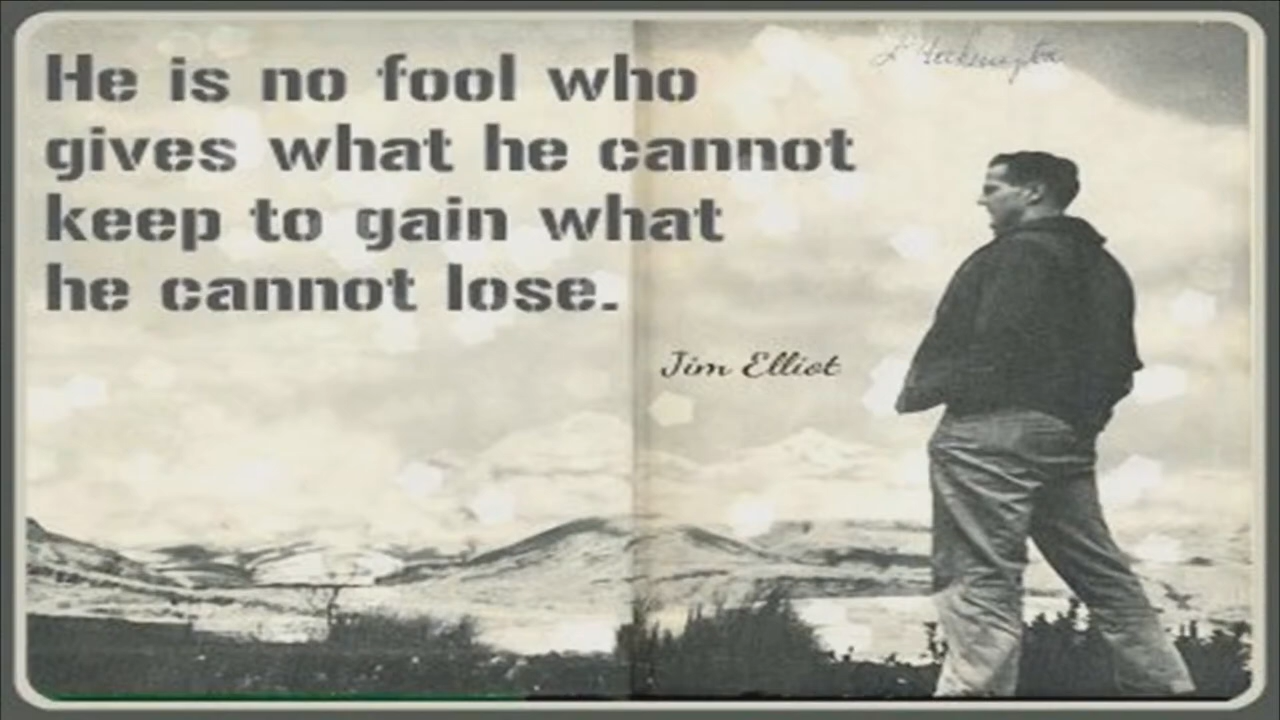 He is no fool who
gives what he cannot
keep to gain what
he cannot lose.
Jim Elliot